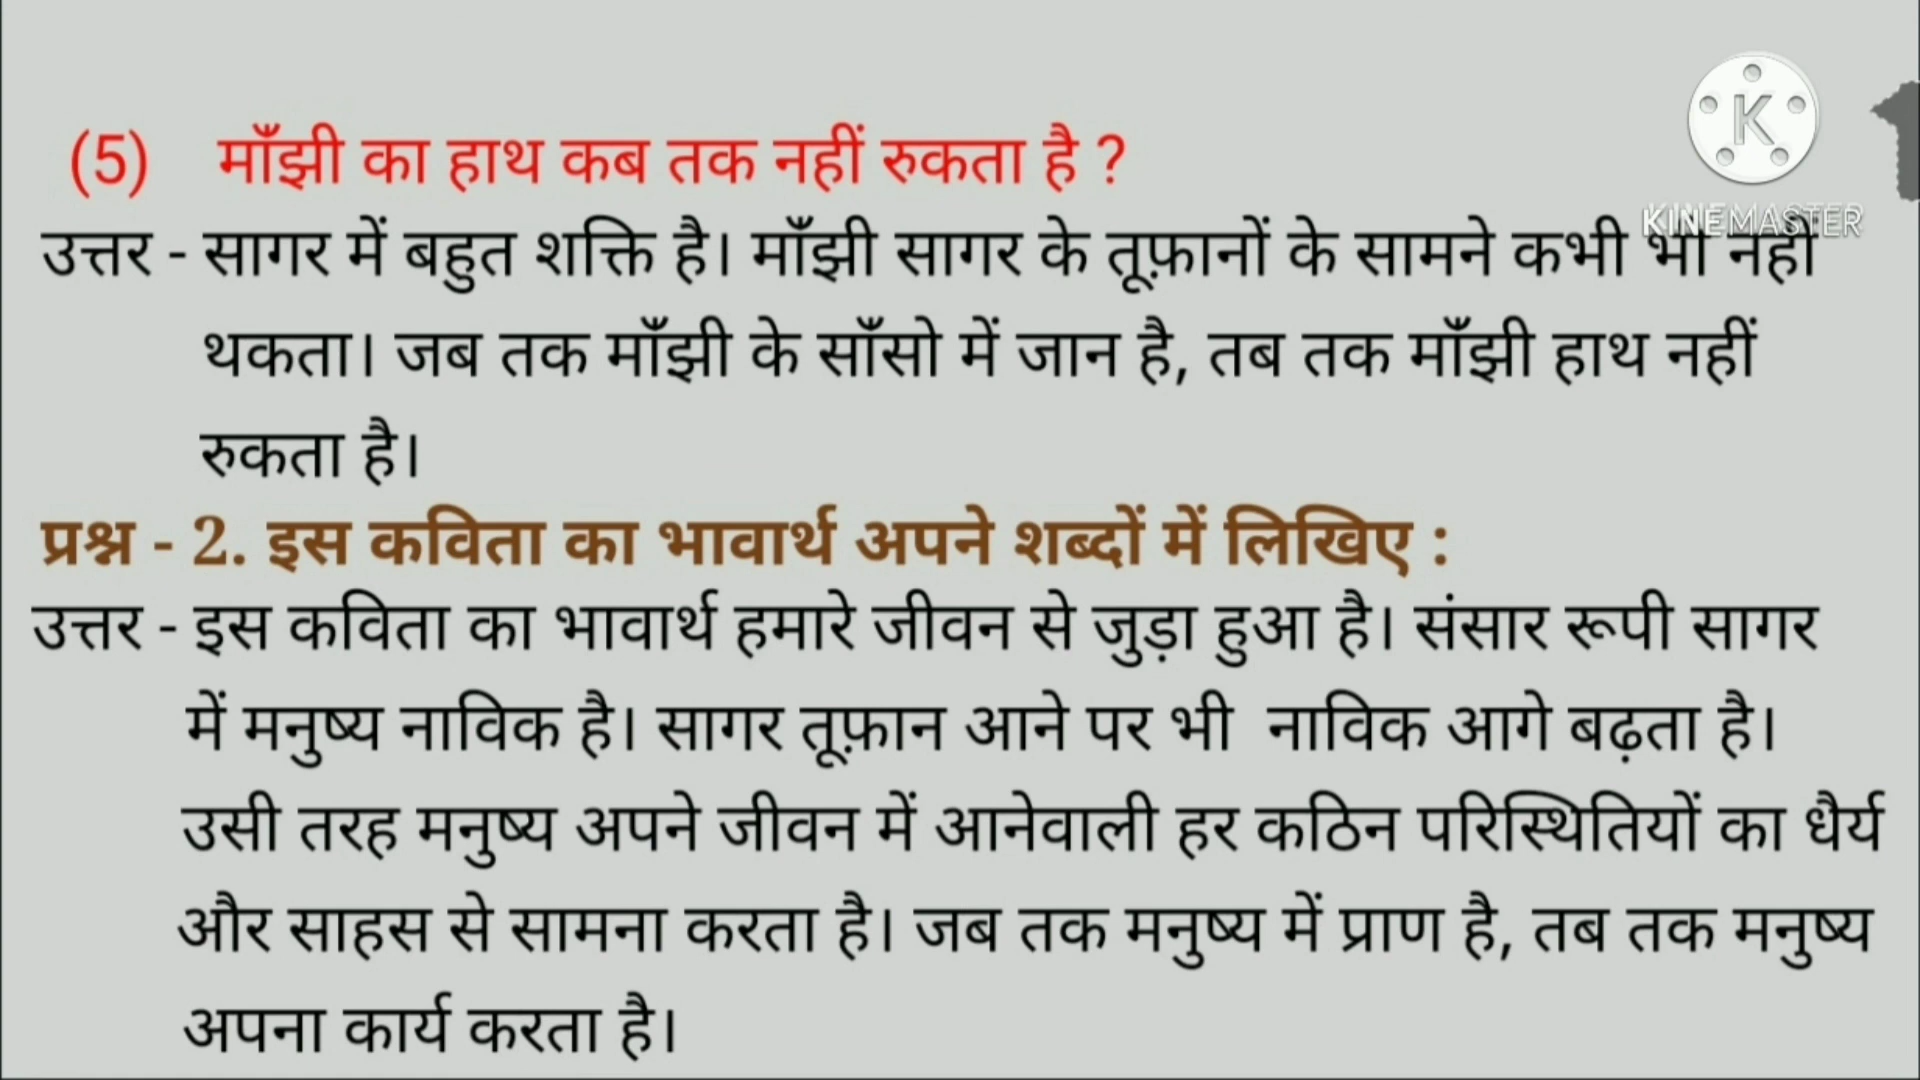 (5) माँझी का हाथ कब तक नहीं रुकता है ?
KINEMASTER
उत्तर - सागर में बहुत शक्ति है। माँझी सागर के तूफ़ानों के सामने कभी भी नहीं
थकता। जब तक माँझी के साँसो में जान है, तब तक माँझी हाथ नहीं
रुकता है।
प्रश्न - 2. इस कविता का भावार्थ अपने शब्दों में लिखिए :
उत्तर - इस कविता का भावार्थ हमारे जीवन से जुड़ा हुआ है। संसार रूपी सागर
में मनुष्य नाविक है। सागर तूफ़ान आने पर भी नाविक आगे बढ़ता है।
उसी तरह मनुष्य अपने जीवन में आनेवाली हर कठिन परिस्थितियों का धैर्य
और साहस से सामना करता है। जब तक मनुष्य में प्राण है, तब तक मनुष्य
अपना कार्य करता है।